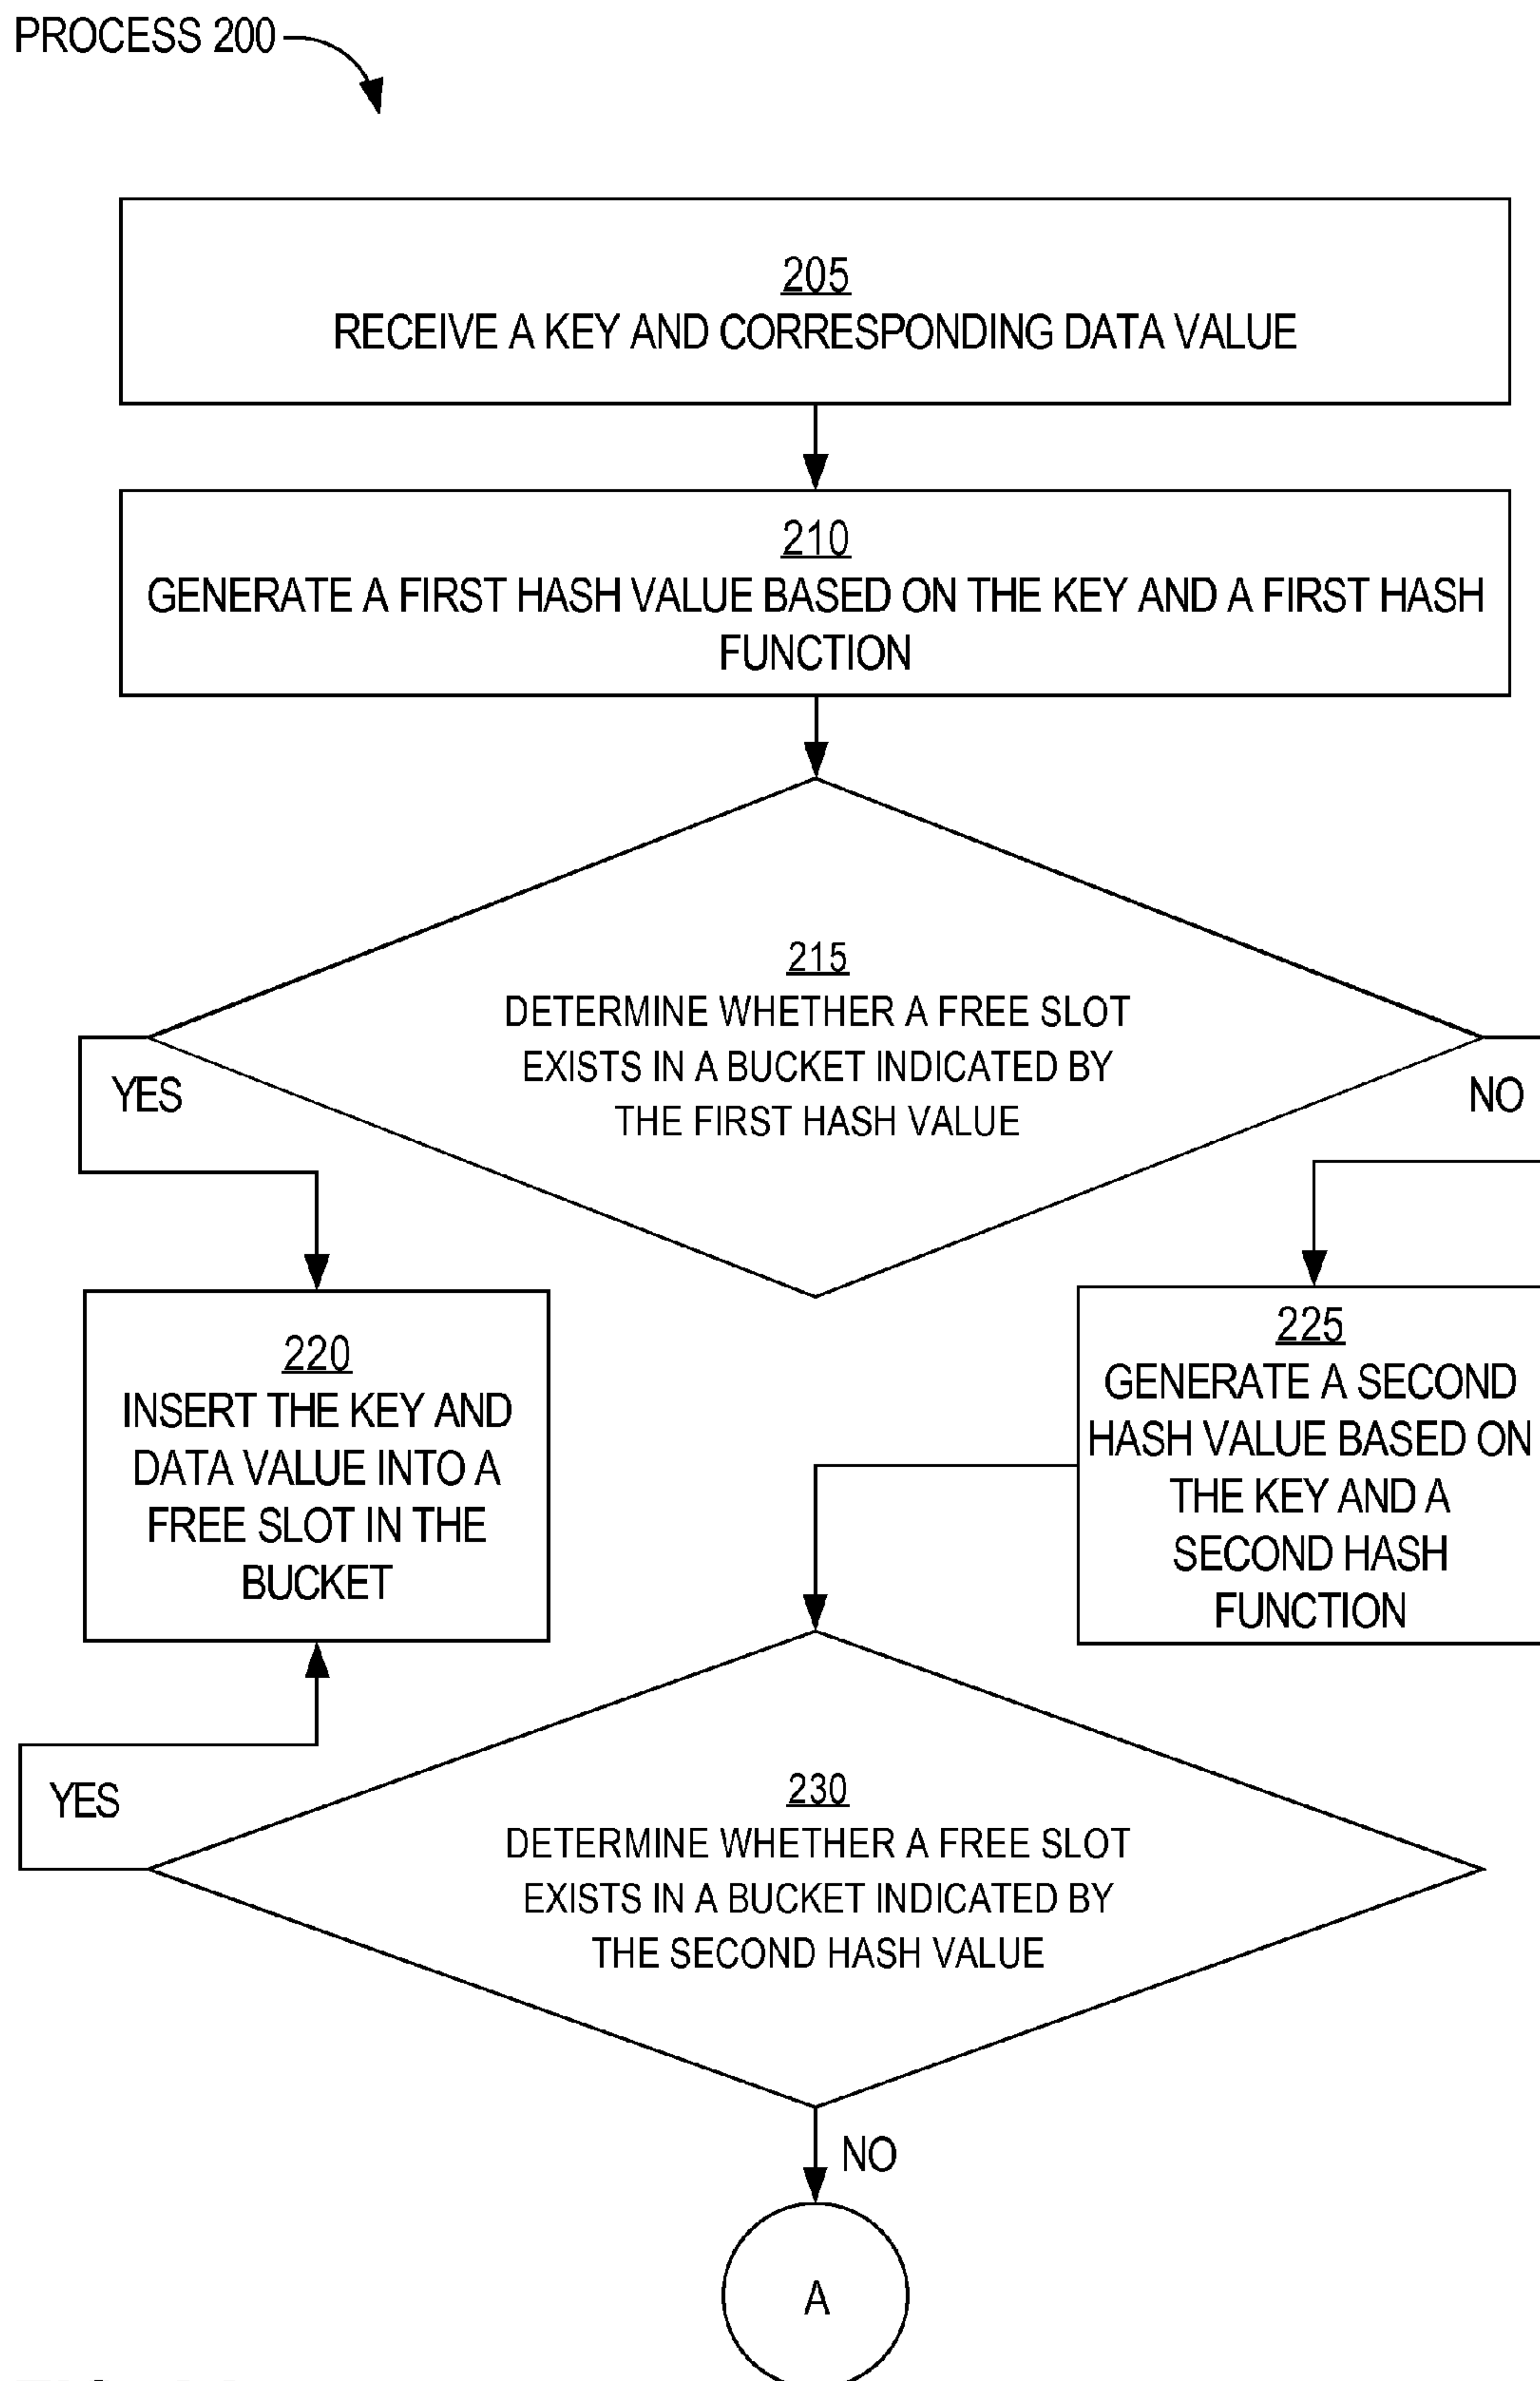 PROCESS 200
205
RECEIVE A KEY AND CORRESPONDING DATA VALUE
210
GENERATE A FIRST HASH VALUE BASED ON THE KEY AND A FIRST HASH
FUNCTION
215
DETERMINE WHETHER A FREE SLOT
EXISTS IN A BUCKET INDICATED BY
THE FIRST HASH VALUE
YES
NO
220
INSERT THE KEY AND
DATA VALUE INTO A
FREE SLOT IN THE
BUCKET
225
GENERATE A SECOND
HASH VALUE BASED ON
THE KEY AND A
SECOND HASH
FUNCTION
YES
230
DETERMINE WHETHER A FREE SLOT
EXISTS IN A BUCKET INDICATED BY
THE SECOND HASH VALUE
NO
A